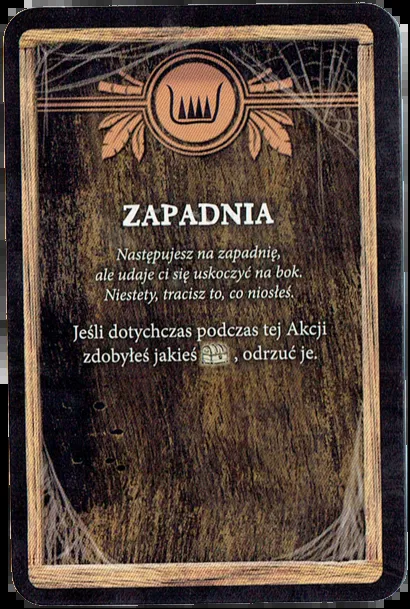 ZAPADNIA
Następujesz na zapadnię,
ale udaje ci się uskoczyć na bok.
Niestety, tracisz to, co niosłeś.
Jeśli dotychczas podczas tej Akcji
zdobyłeś jakieś , odrzuć je.